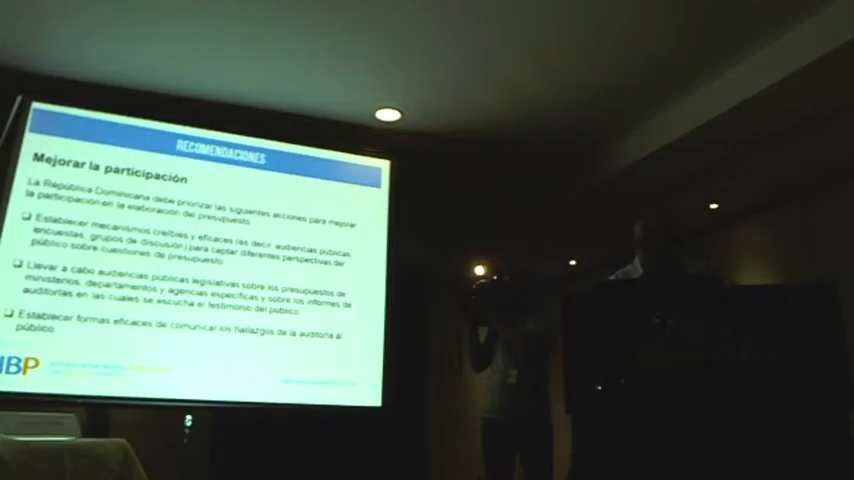 RECOMENDACIONES
Mejorar la participación
La República Dominicana debe priorizar las siguientes acciones para mejorar
la participación en la elaboración del presupuesto
❑ Establecer mecanismos creíbles y eficaces (es decir, audiencias públicas,
encuestas, grupos de discusión) para captar diferentes perspectivas del
público sobre cuestiones de presupuesto.
❑ Llevar a cabo audiencias públicas legislativas sobre los presupuestos de
ministerios, departamentos y agencias específicas y sobre los informes de
auditorías en las cuales se escucha el testimonio del público.
❑ Establecer formas eficaces de comunicar los hallazgos de la auditoría al
público
IBP